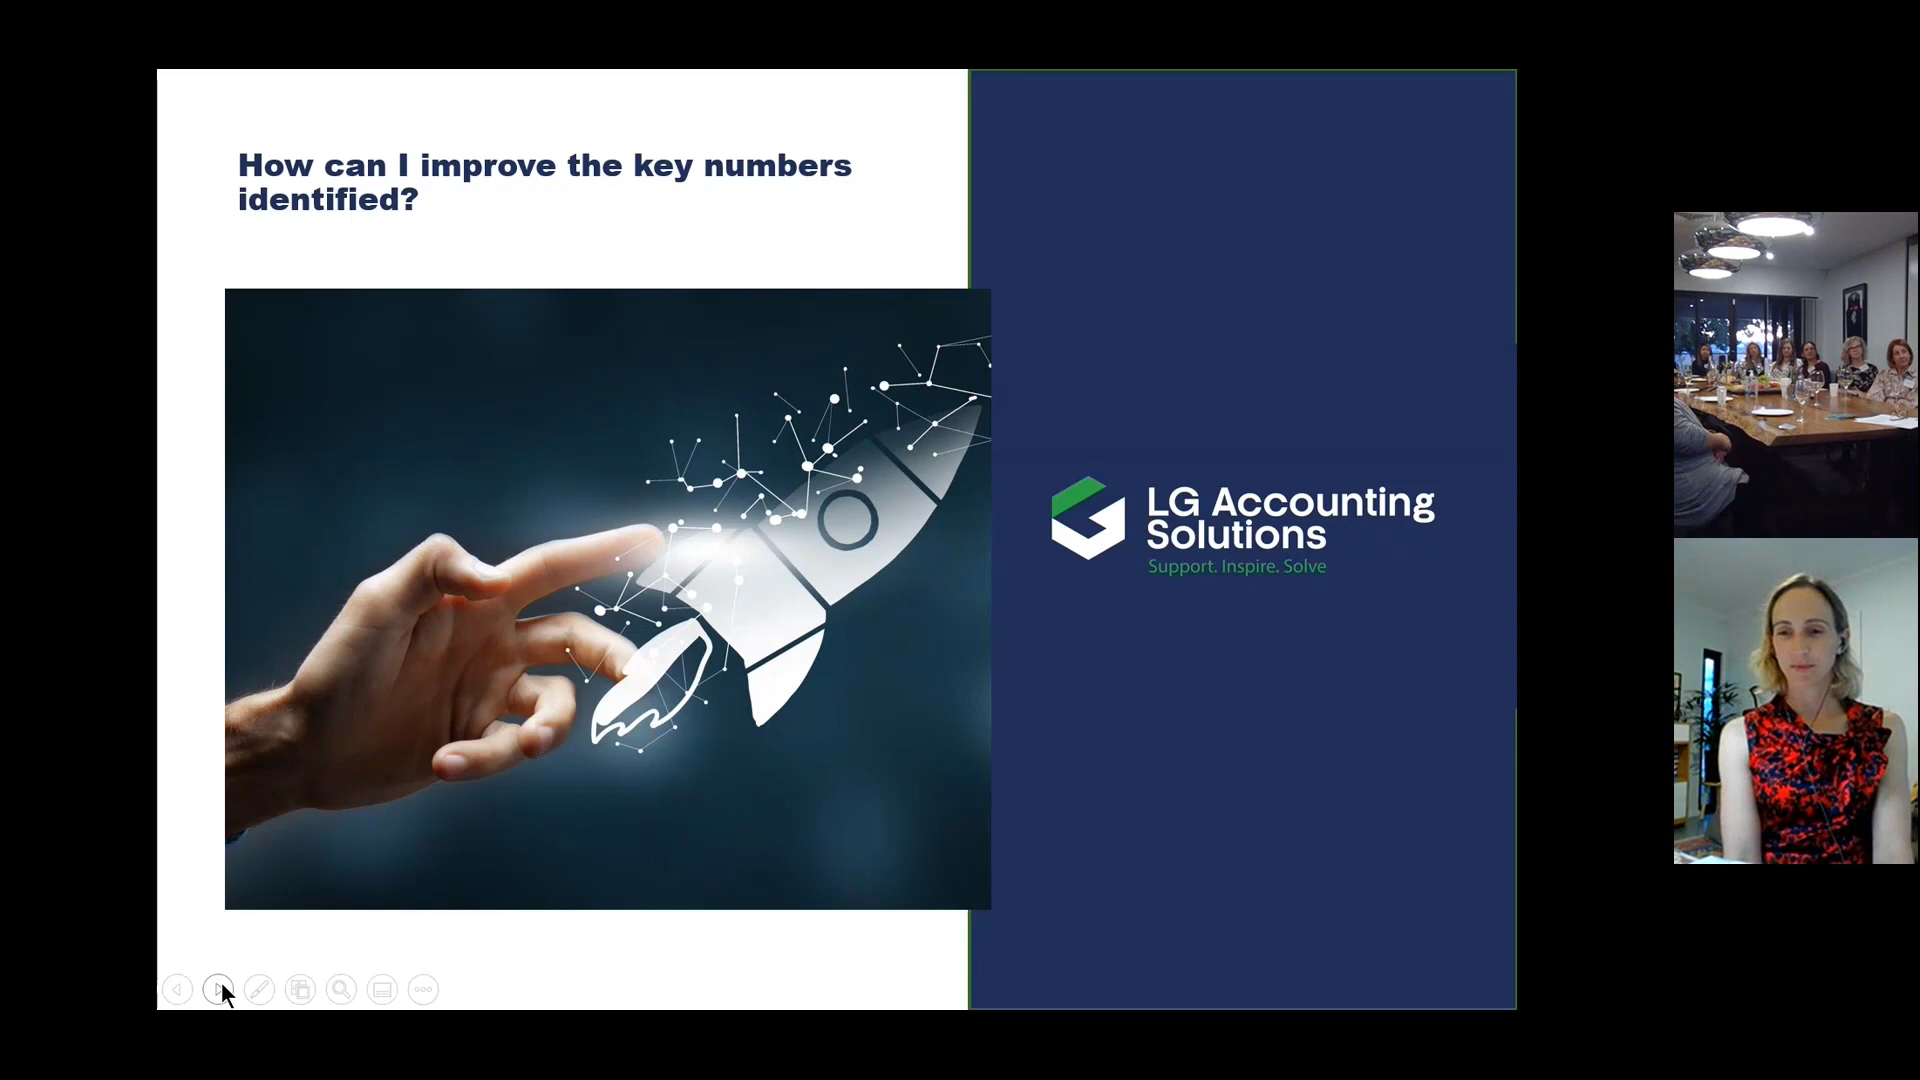 How can I improve the key numbers
identified?
LG Accounting
Solutions
Support. Inspire. Solve